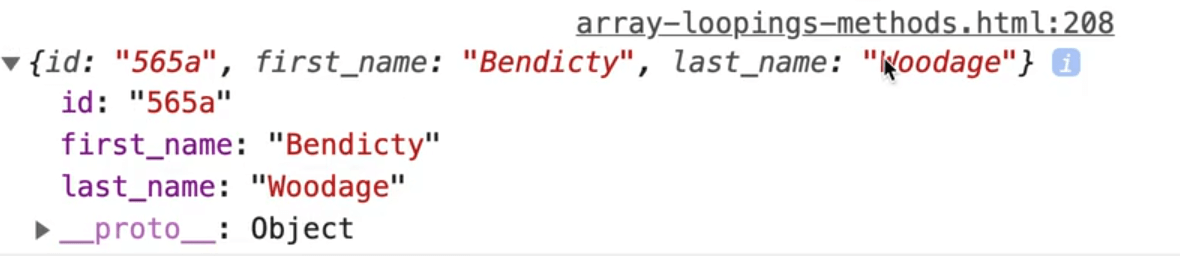 array-loopings-methods.html:208
▼ {id: "565a", first_name: "Bendicty", last_name: "Woodage"} i
id: "565a"
first_name: "Bendicty"
last_name: "Woodage"
▶ __proto__: Object